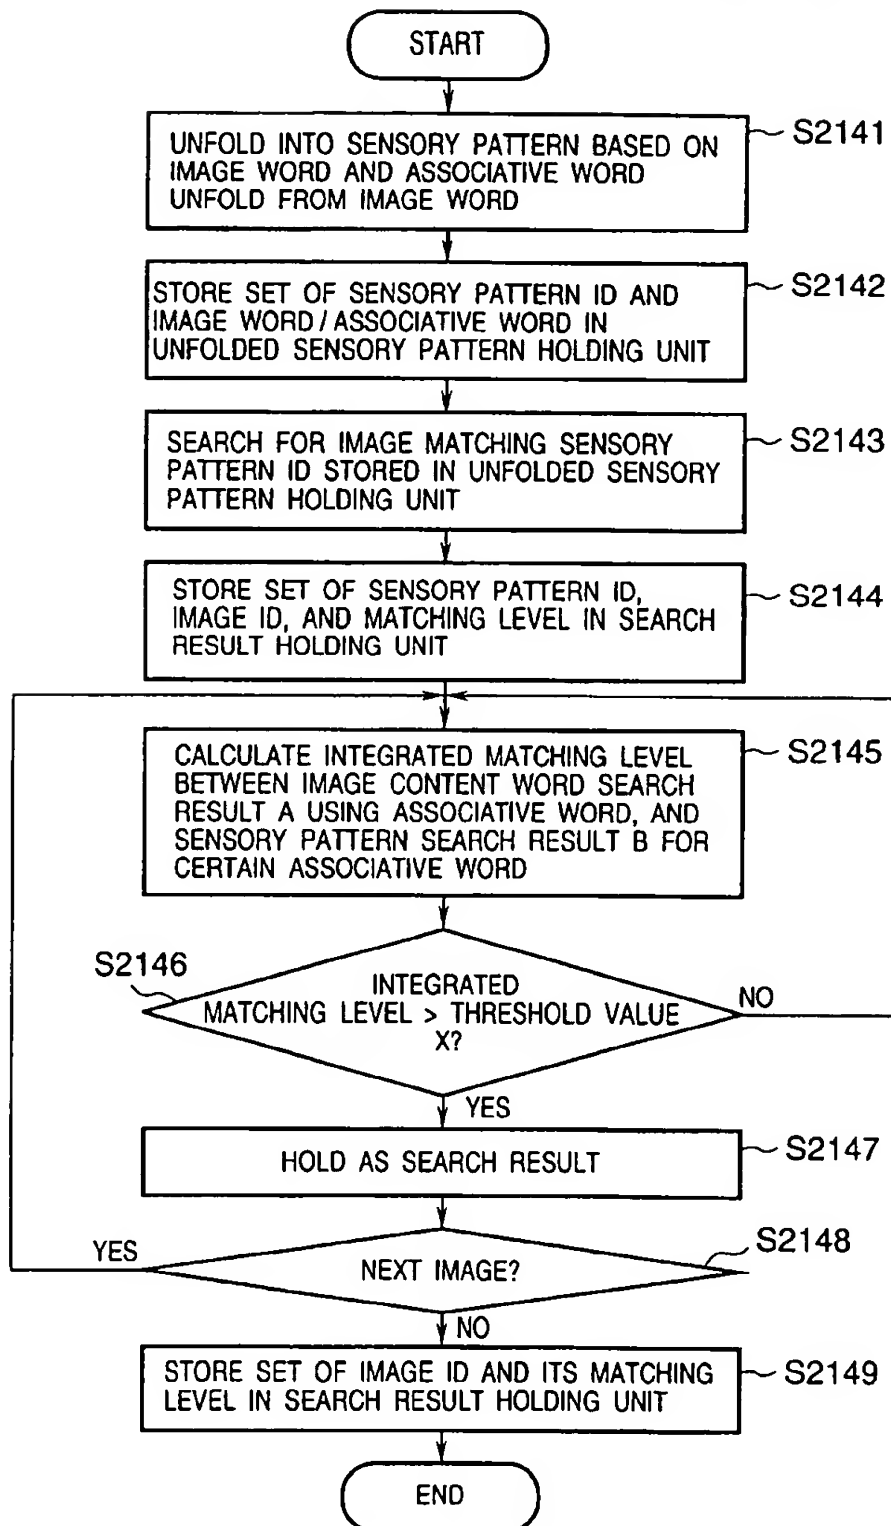 START
UNFOLD INTO SENSORY PATTERN BASED ON
IMAGE WORD AND ASSOCIATIVE WORD
UNFOLD FROM IMAGE WORD
S2141
STORE SET OF SENSORY PATTERN ID AND
IMAGE WORD/ASSOCIATIVE WORD IN
UNFOLDED SENSORY PATTERN HOLDING UNIT
S2142
SEARCH FOR IMAGE MATCHING SENSORY
PATTERN ID STORED IN UNFOLDED SENSORY
PATTERN HOLDING UNIT
S2143
STORE SET OF SENSORY PATTERN ID,
IMAGE ID, AND MATCHING LEVEL IN SEARCH
RESULT HOLDING UNIT
S2144
CALCULATE INTEGRATED MATCHING LEVEL
BETWEEN IMAGE CONTENT WORD SEARCH
RESULT A USING ASSOCIATIVE WORD, AND
SENSORY PATTERN SEARCH RESULT B FOR
CERTAIN ASSOCIATIVE WORD
S2145
S2146
INTEGRATED
MATCHING LEVEL > THRESHOLD VALUE
X?
NO
YES
HOLD AS SEARCH RESULT
S2147
YES
NEXT IMAGE?
S2148
NO
STORE SET OF IMAGE ID AND ITS MATCHING
LEVEL IN SEARCH RESULT HOLDING UNIT
S2149
END